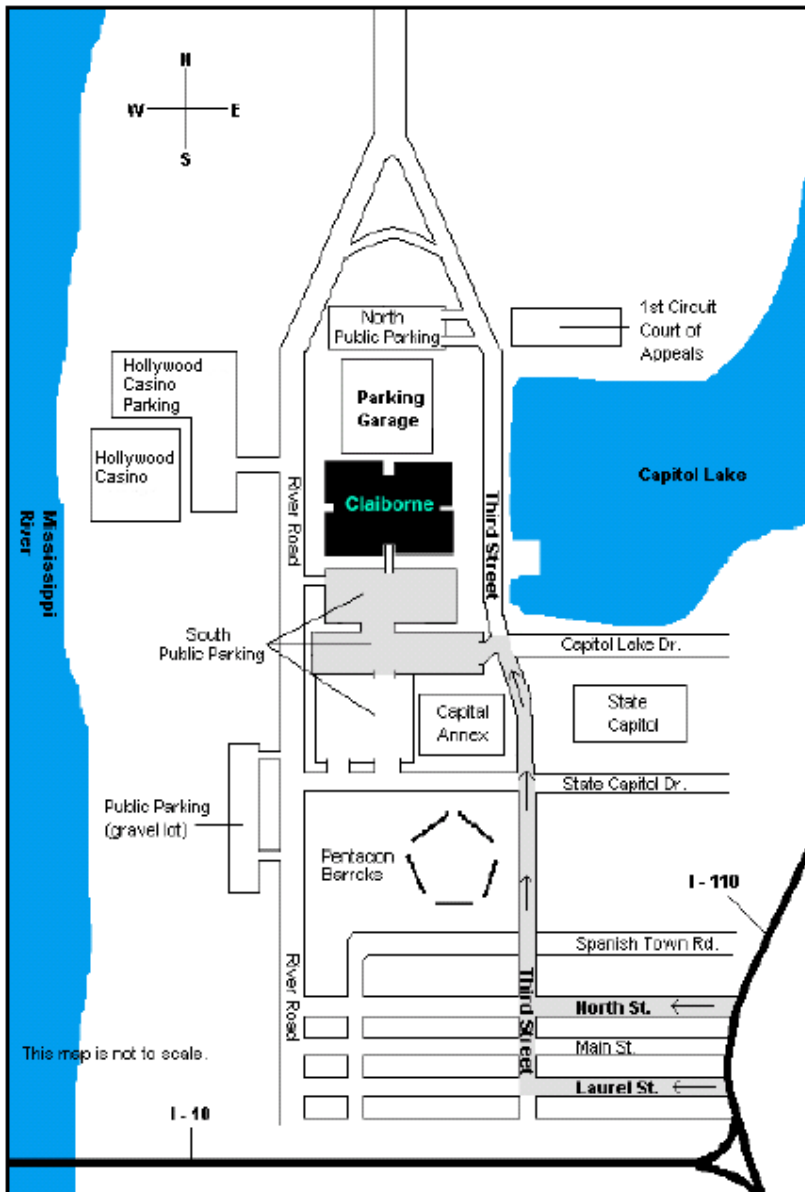 N
W E
S
1st Circuit
Court of
Appeals
North
Public Parking
Hollywood
Casino
Parking
Parking
Garage
Hollywood
Casino
Claiborne
Capitol Lake
River Road
Third Street
Mississippi
River
South
Public Parking
Capitol Lake Dr.
Capital
Annex
State
Capitol
State Capitol Dr.
Public Parking
(gravel lot)
Pentagon
Barracks
I - 110
Spanish Town Rd.
River Road
Third Street
North St.
Main St.
This map is not to scale.
Laurel St.
I - 10